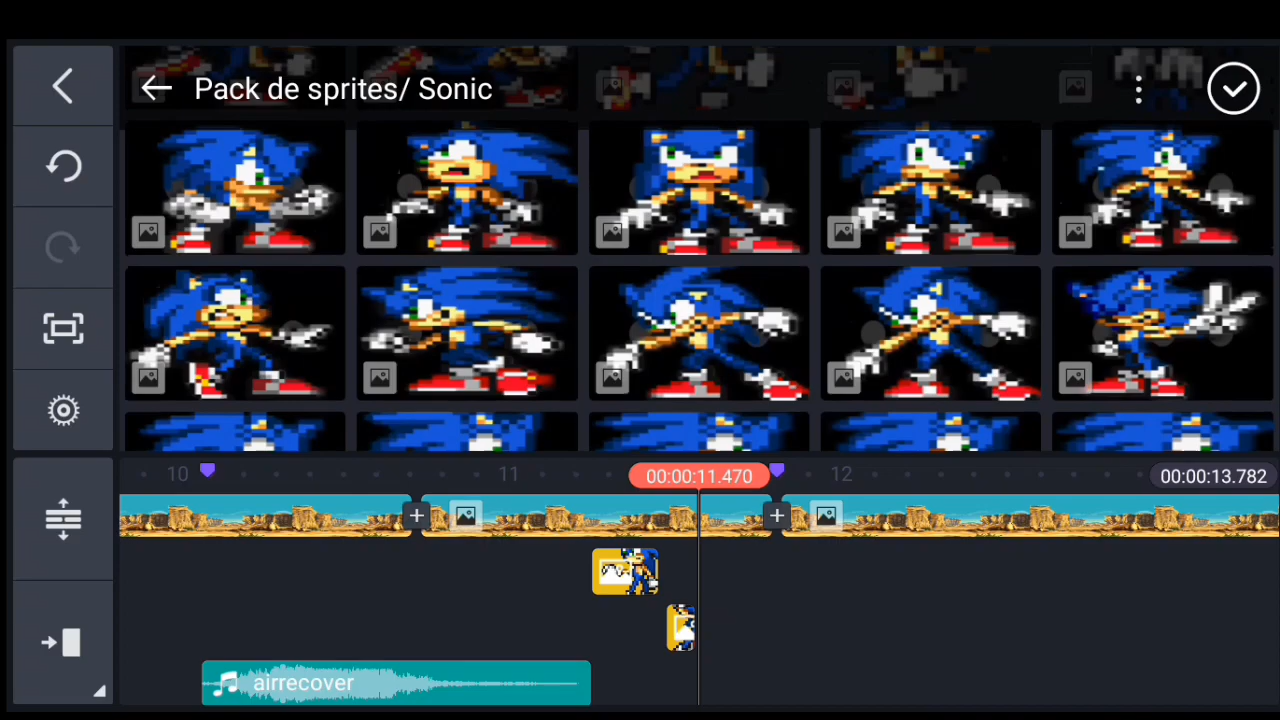 Pack de sprites/ Sonic
10
11
00:00:11.470
12
00:00:13.782
airrecover